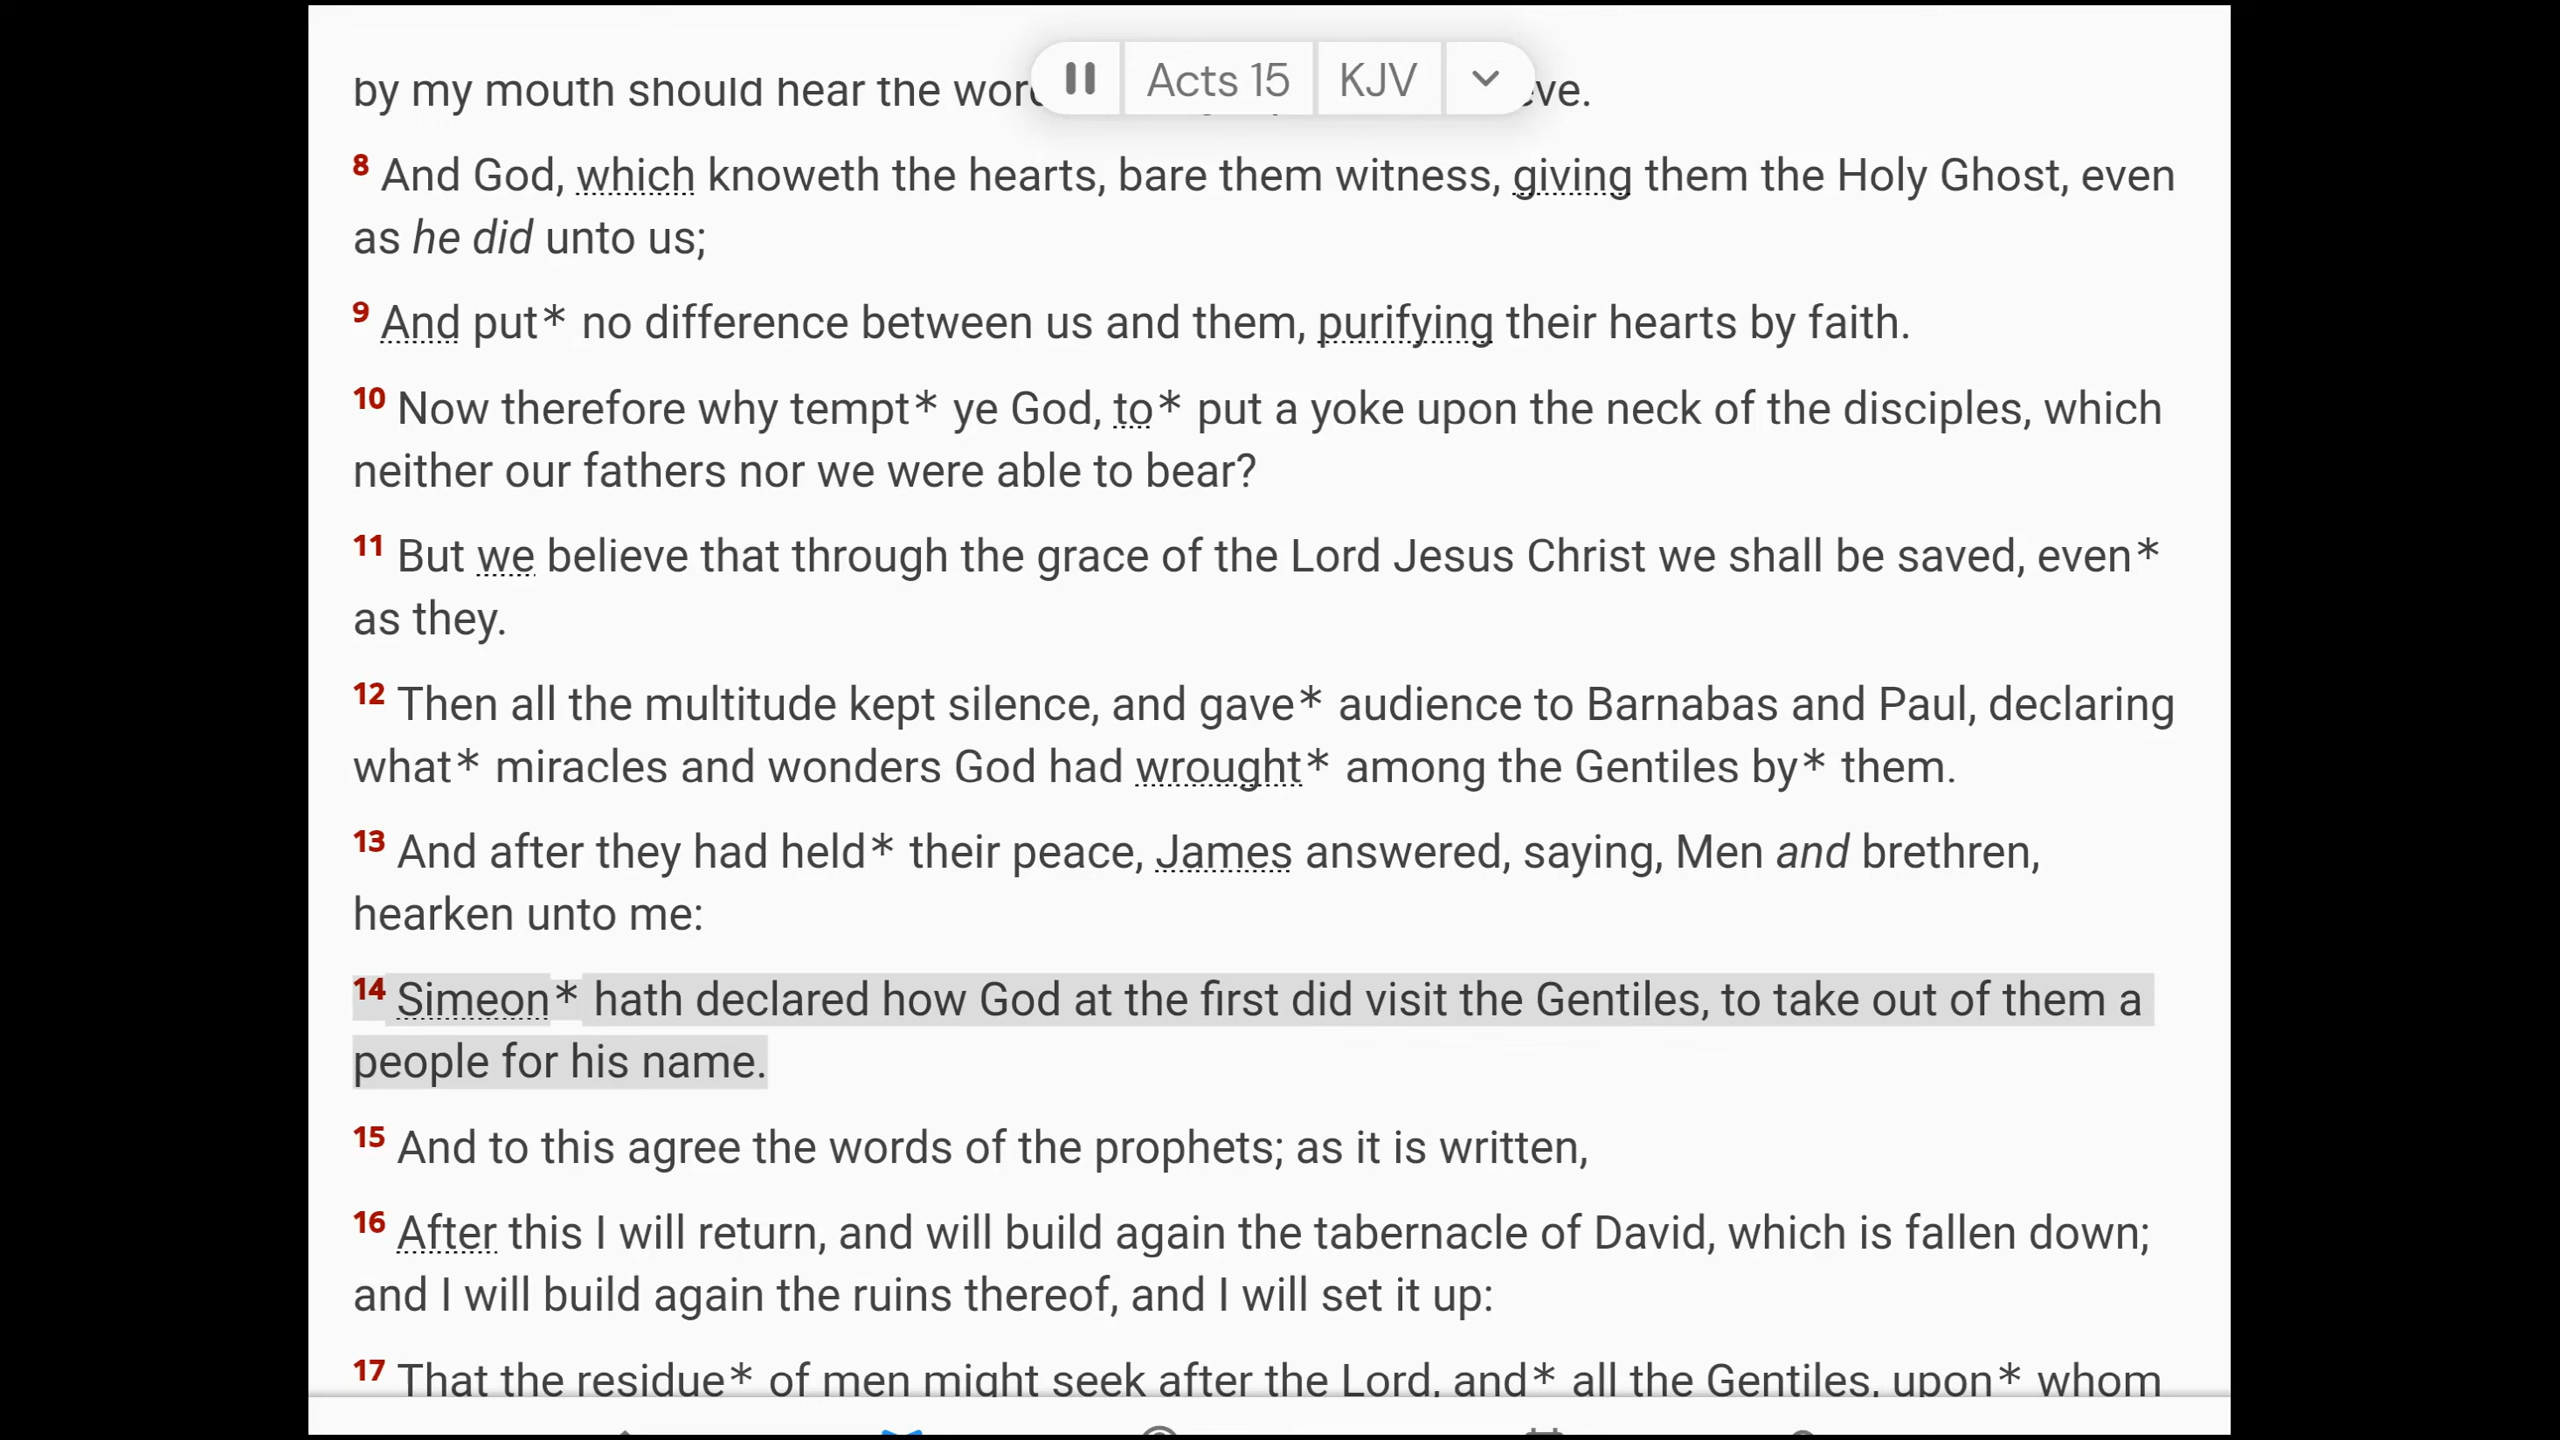 Acts 15 KJV
by my mouth should hear the
8 And God, which knoweth the hearts, bare them witness, giving them the Holy Ghost, even
as he did unto us;
9 And put* no difference between us and them, purifying their hearts by faith.
10 Now therefore why tempt* ye God, to* put a yoke upon the neck of the disciples, which
neither our fathers nor we were able to bear?
11 But we believe that through the grace of the Lord Jesus Christ we shall be saved, even*
as they.
12 Then all the multitude kept silence, and gave* audience to Barnabas and Paul, declaring
what* miracles and wonders God had wrought* among the Gentiles by* them.
13 And after they had held* their peace, James answered, saying, Men and brethren,
hearken unto me:
14 Simeon* hath declared how God at the first did visit the Gentiles, to take out of them a
people for his name.
15 And to this agree the words of the prophets; as it is written,
16 After this I will return, and will build again the tabernacle of David, which is fallen down;
and I will build again the ruins thereof, and I will set it up:
17 That the residue* of men might seek after the Lord, and* all the Gentiles, upon* whom